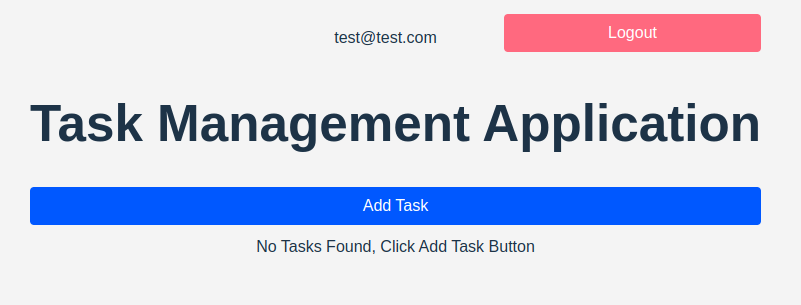 test@test.com
Logout
Task Management Application
Add Task
No Tasks Found, Click Add Task Button